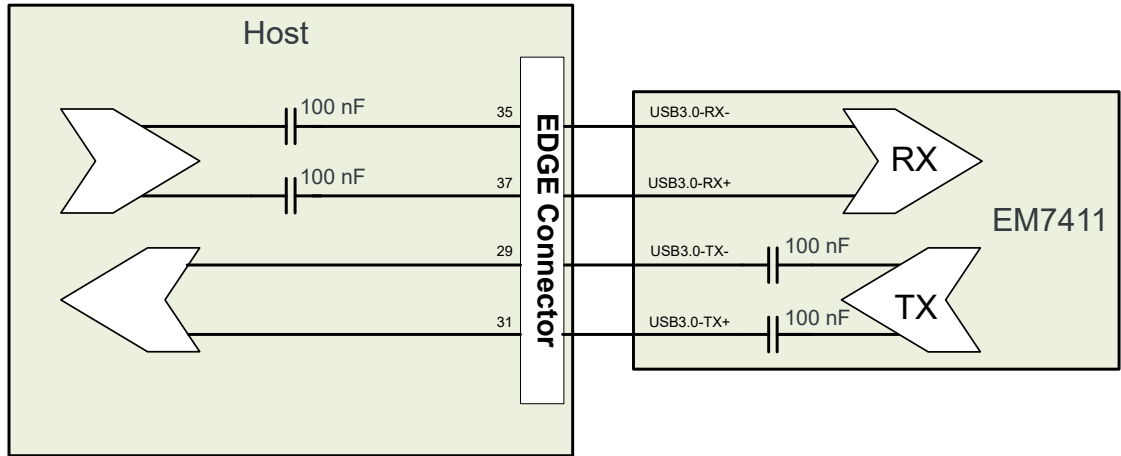 Host
100 nF
35
USB3.0-RX-
100 nF
37
USB3.0-RX+
RX
EDGE Connector
EM7411
29
USB3.0-TX-
100 nF
31
USB3.0-TX+
100 nF
TX